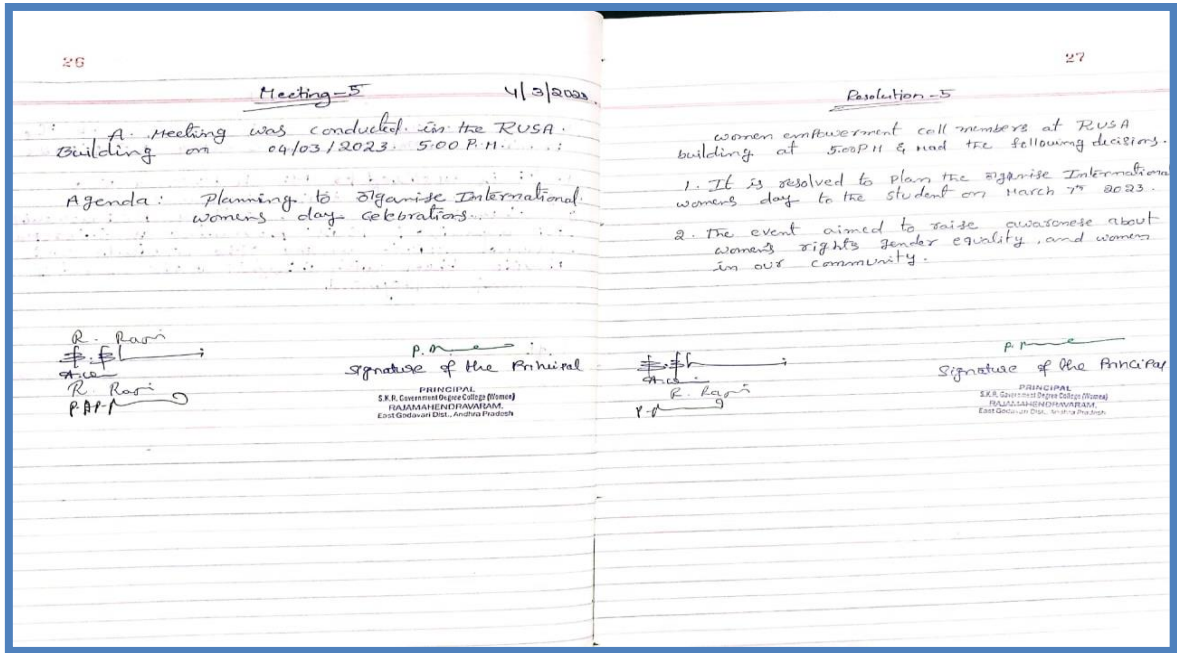 26
Meeting-5 4/3/2023
A. Meeting was conducted in the RUSA.
Building on 04/03/2023. 5:00 P.M.
Agenda: Planning to organise International
womens day celebrations.
R. Rani
R. Rani
Signature of the Principal
PRINCIPAL
S.K.R. Government Degree College (Women)
RAJAMAHENDRAVARAM,
East Godavari Dist., Andhra Pradesh
27
Resolution-5
women empowerment cell members at RUSA
building at 5:00PM & had the following decisions.
1. It is resolved to plan the organise International
womens day to the student on March 7th 2023.
2. The event aimed to raise awareness about
women's rights gender equality, and women
in our community.
R. Rani
Signature of the Principal
PRINCIPAL
S.K.R. Government Degree College (Women)
RAJAMAHENDRAVARAM,
East Godavari Dist., Andhra Pradesh